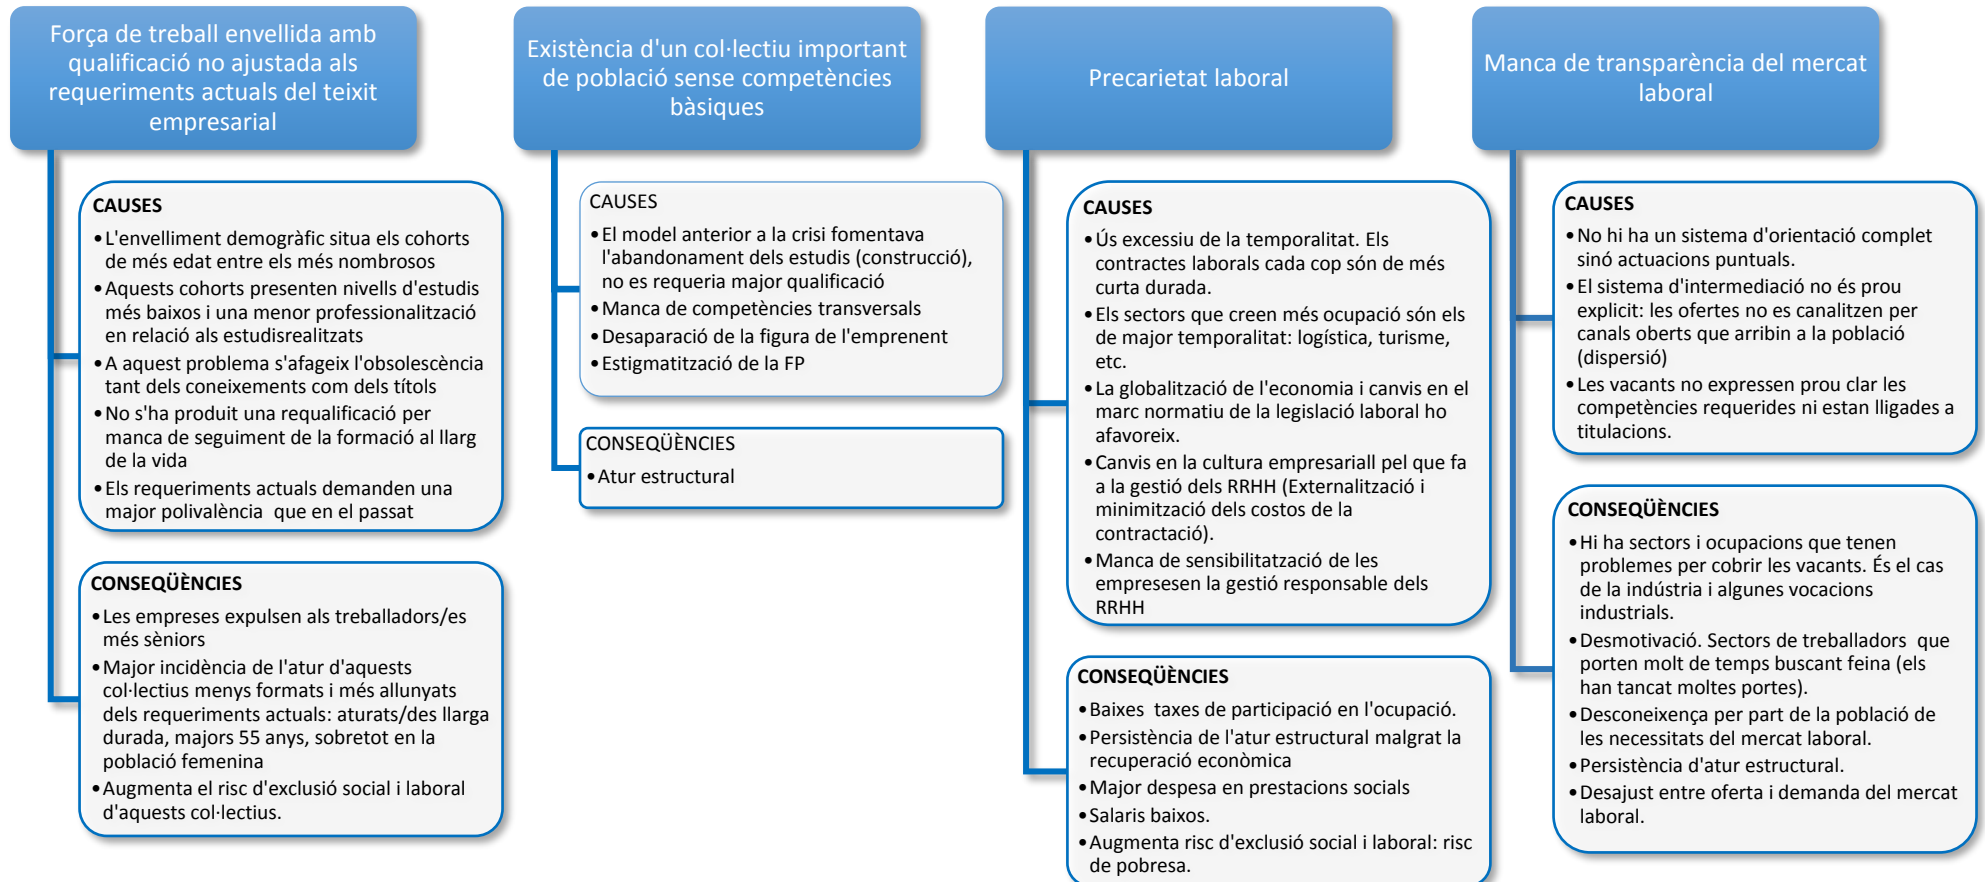 Força de treball envellida amb
qualificació no ajustada als
requeriments actuals del teixit
empresarial
CAUSES
•L'envelliment demogràfic situa els cohorts
de més edat entre els més nombrosos
•Aquests cohorts presenten nivells d'estudis
més baixos i una menor professionalització
en relació als estudisrealitzats
•A aquest problema s'afageix l'obsolescència
tant dels coneixements com dels títols
•No s'ha produit una requalificació per
manca de seguiment de la formació al llarg
de la vida
•Els requeriments actuals demanden una
major polivalència  que en el passat
CONSEQÜÈNCIES
•Les empreses expulsen als treballadors/es
més sèniors
•Major incidència de l'atur d'aquests
col·lectius menys formats i més allunyats
dels requeriments actuals: aturats/des llarga
durada, majors 55 anys, sobretot en la
població femenina
•Augmenta el risc d'exclusió social i laboral
d'aquests col·lectius.
Existència d'un col·lectiu important
de població sense competències
bàsiques
CAUSES
•El model anterior a la crisi fomentava
l'abandonament dels estudis (construcció),
no es requeria major qualificació
•Manca de competències transversals
•Desaparació de la figura de l'emprenent
•Estigmatització de la FP
CONSEQÜÈNCIES
•Atur estructural
Precarietat laboral
CAUSES
•Ús excessiu de la temporalitat. Els
contractes laborals cada cop són de més
curta durada.
•Els sectors que creen més ocupació són els
de major temporalitat: logística, turisme,
etc.
•La globalització de l'economia i canvis en el
marc normatiu de la legislació laboral ho
afavoreix.
•Canvis en la cultura empresariall pel que fa
a la gestió dels RRHH (Externalització i
minimització dels costos de la
contractació).
•Manca de sensibilitatzació de les
empresesen la gestió responsable dels
RRHH
CONSEQÜÈNCIES
•Baixes  taxes de participació en l'ocupació.
•Persistència de l'atur estructural malgrat la
recuperació econòmica
•Major despesa en prestacions socials
•Salaris baixos.
•Augmenta risc d'exclusió social i laboral: risc
de pobresa.
Manca de transparència del mercat
laboral
CAUSES
•No hi ha un sistema d'orientació complet
sinó actuacions puntuals.
•El sistema d'intermediació no és prou
explicit: les ofertes no es canalitzen per
canals oberts que arribin a la població
(dispersió)
•Les vacants no expressen prou clar les
competències requerides ni estan lligades a
titulacions.
CONSEQÜÈNCIES
•Hi ha sectors i ocupacions que tenen
problemes per cobrir les vacants. És el cas
de la indústria i algunes vocacions
industrials.
•Desmotivació. Sectors de treballadors  que
porten molt de temps buscant feina (els
han tancat moltes portes).
•Desconeixença per part de la població de
les necessitats del mercat laboral.
•Persistència d'atur estructural.
•Desajust entre oferta i demanda del mercat
laboral.